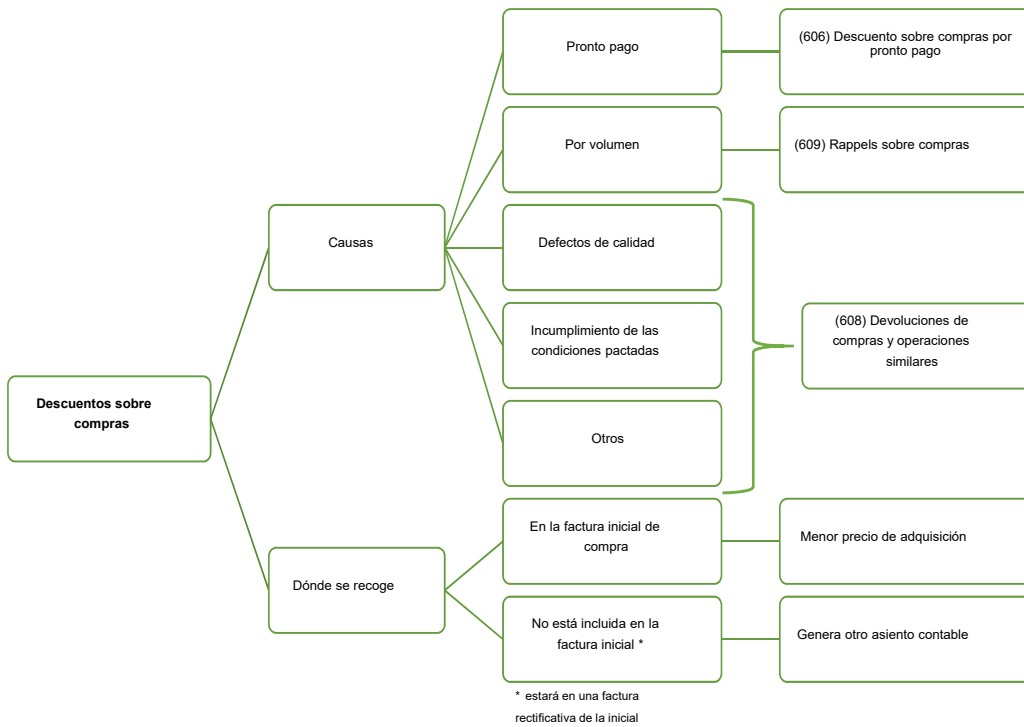 Pronto pago
(606) Descuento sobre compras por
pronto pago
Por volumen
(609) Rappels sobre compras
Causas
Defectos de calidad
Incumplimiento de las
condiciones pactadas
(608) Devoluciones de
compras y operaciones
similares
Otros
Descuentos sobre
compras
En la factura inicial de
compra
Menor precio de adquisición
Dónde se recoge
No está incluida en la
factura inicial *
Genera otro asiento contable
* estará en una factura
rectificativa de la inicial